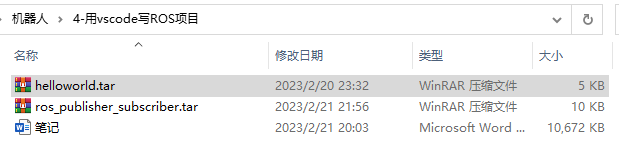 机器人 > 4-用vscode写ROS项目
名称 修改日期 类型 大小
helloworld.tar 2023/2/20 23:32 WinRAR 压缩文件 5 KB
ros_publisher_subscriber.tar 2023/2/21 21:56 WinRAR 压缩文件 10 KB
笔记 2023/2/21 20:03 Microsoft Word ... 10,672 KB